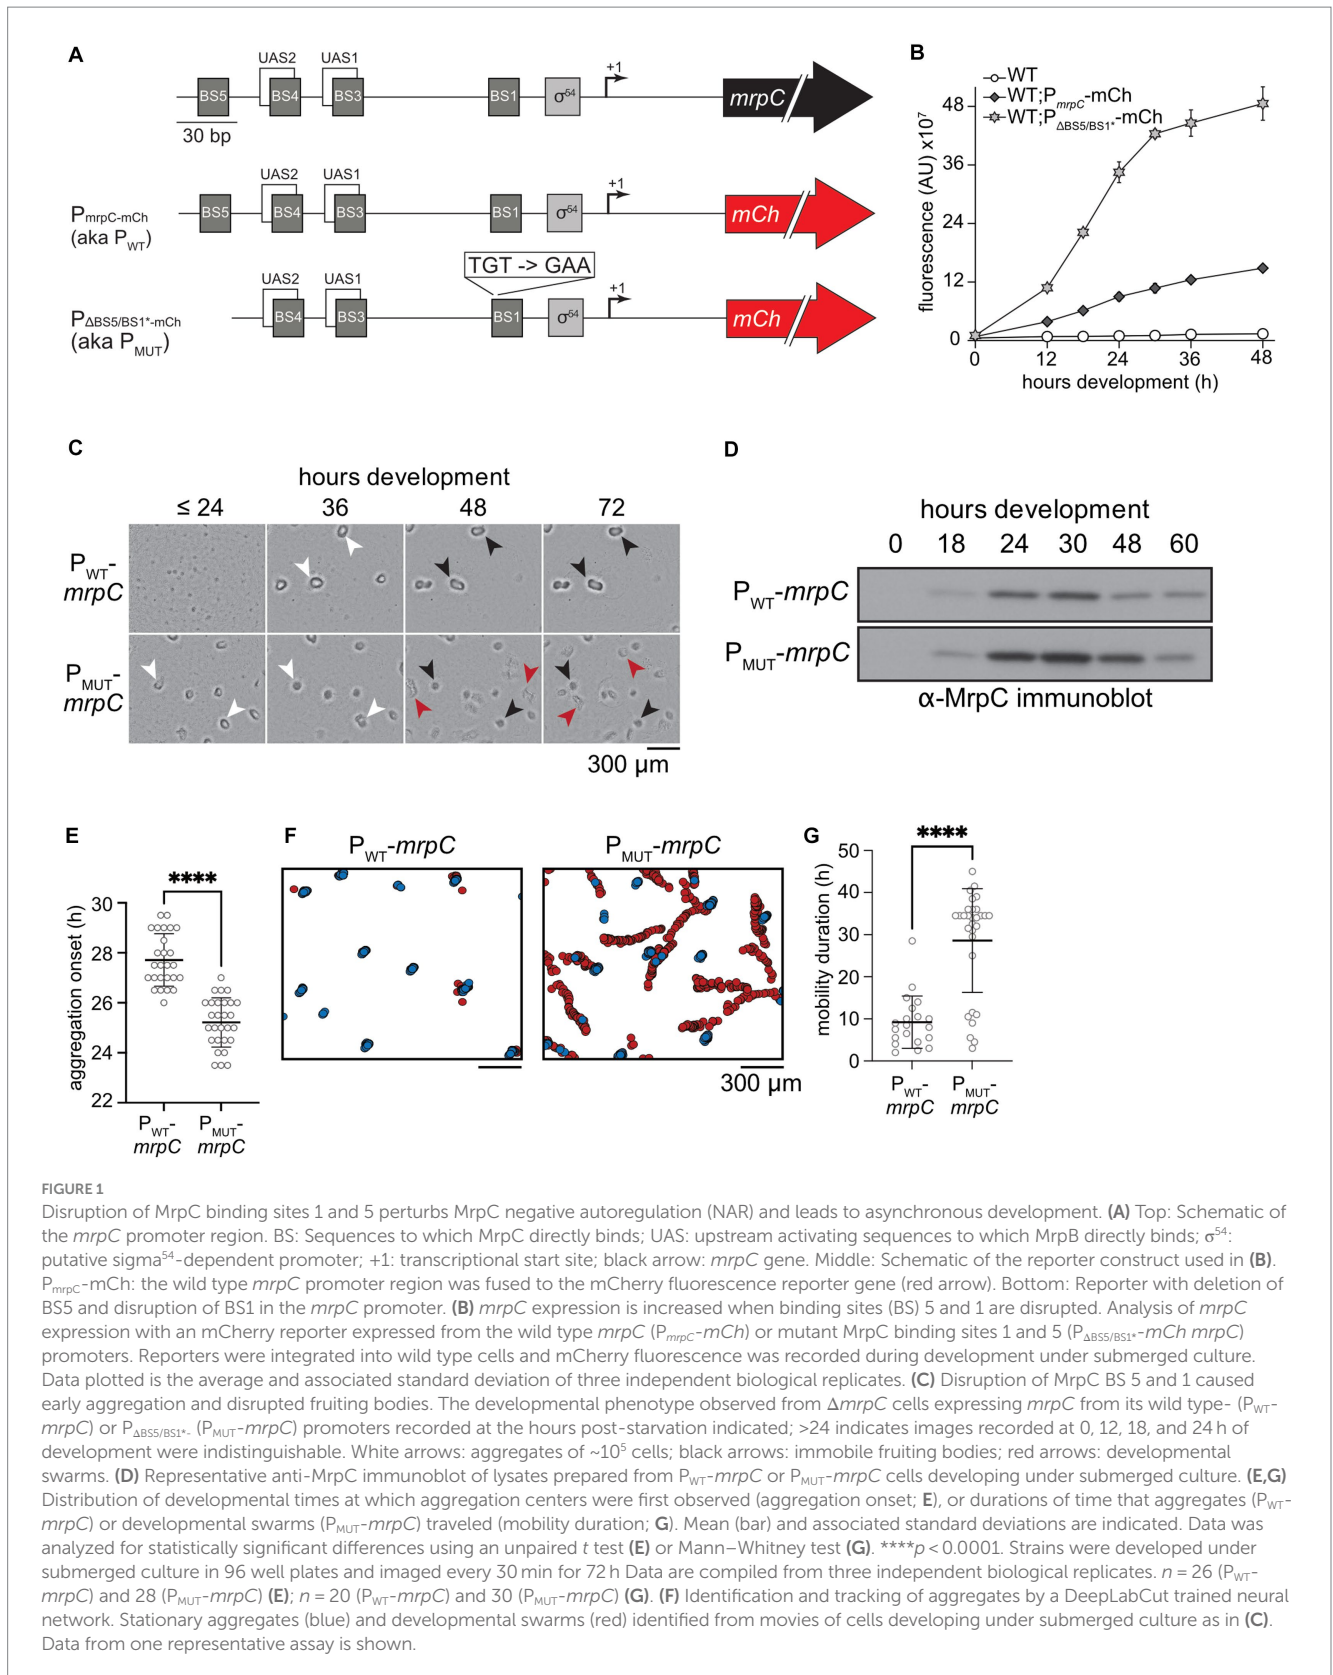 A
UAS2 UAS1 +1
BS5 BS4 BS3 BS1 σ54 mrpC
30 bp
UAS2 UAS1 +1
PmrpC-mCh BS5 BS4 BS3 BS1 σ54 mCh
(aka PWT)
TGT -> GAA
UAS2 UAS1 +1
PΔBS5/BS1*-mCh BS4 BS3 BS1 σ54 mCh
(aka PMUT)
B
WT
WT;PmrpC-mCh
WT;PΔBS5/BS1*-mCh
fluorescence (AU) x10⁷
48
36
24
12
0
0 12 24 36 48
hours development (h)
C
hours development
≤ 24 36 48 72
PWT-
mrpC
PMUT-
mrpC
300 µm
D
hours development
0 18 24 30 48 60
PWT-mrpC
PMUT-mrpC
α-MrpC immunoblot
E
****
aggregation onset (h)
30
28
26
24
22
PWT- PMUT-
mrpC mrpC
F
PWT-mrpC PMUT-mrpC
300 µm
G
****
mobility duration (h)
50
40
30
20
10
0
PWT- PMUT-
mrpC mrpC
FIGURE 1
Disruption of MrpC binding sites 1 and 5 perturbs MrpC negative autoregulation (NAR) and leads to asynchronous development. (A) Top: Schematic of
the mrpC promoter region. BS: Sequences to which MrpC directly binds; UAS: upstream activating sequences to which MrpB directly binds; σ⁵⁴:
putative sigma⁵⁴-dependent promoter; +1: transcriptional start site; black arrow: mrpC gene. Middle: Schematic of the reporter construct used in (B).
PmrpC-mCh: the wild type mrpC promoter region was fused to the mCherry fluorescence reporter gene (red arrow). Bottom: Reporter with deletion of
BS5 and disruption of BS1 in the mrpC promoter. (B) mrpC expression is increased when binding sites (BS) 5 and 1 are disrupted. Analysis of mrpC
expression with an mCherry reporter expressed from the wild type mrpC (PmrpC-mCh) or mutant MrpC binding sites 1 and 5 (PΔBS5/BS1*-mCh mrpC)
promoters. Reporters were integrated into wild type cells and mCherry fluorescence was recorded during development under submerged culture.
Data plotted is the average and associated standard deviation of three independent biological replicates. (C) Disruption of MrpC BS 5 and 1 caused
early aggregation and disrupted fruiting bodies. The developmental phenotype observed from ΔmrpC cells expressing mrpC from its wild type- (PWT-
mrpC) or PΔBS5/BS1*- (PMUT-mrpC) promoters recorded at the hours post-starvation indicated; >24 indicates images recorded at 0, 12, 18, and 24 h of
development were indistinguishable. White arrows: aggregates of ~10⁵ cells; black arrows: immobile fruiting bodies; red arrows: developmental
swarms. (D) Representative anti-MrpC immunoblot of lysates prepared from PWT-mrpC or PMUT-mrpC cells developing under submerged culture. (E,G)
Distribution of developmental times at which aggregation centers were first observed (aggregation onset; E), or durations of time that aggregates (PWT-
mrpC) or developmental swarms (PMUT-mrpC) traveled (mobility duration; G). Mean (bar) and associated standard deviations are indicated. Data was
analyzed for statistically significant differences using an unpaired t test (E) or Mann–Whitney test (G). ****p < 0.0001. Strains were developed under
submerged culture in 96 well plates and imaged every 30 min for 72 h Data are compiled from three independent biological replicates. n = 26 (PWT-
mrpC) and 28 (PMUT-mrpC) (E); n = 20 (PWT-mrpC) and 30 (PMUT-mrpC) (G). (F) Identification and tracking of aggregates by a DeepLabCut trained neural
network. Stationary aggregates (blue) and developmental swarms (red) identified from movies of cells developing under submerged culture as in (C).
Data from one representative assay is shown.